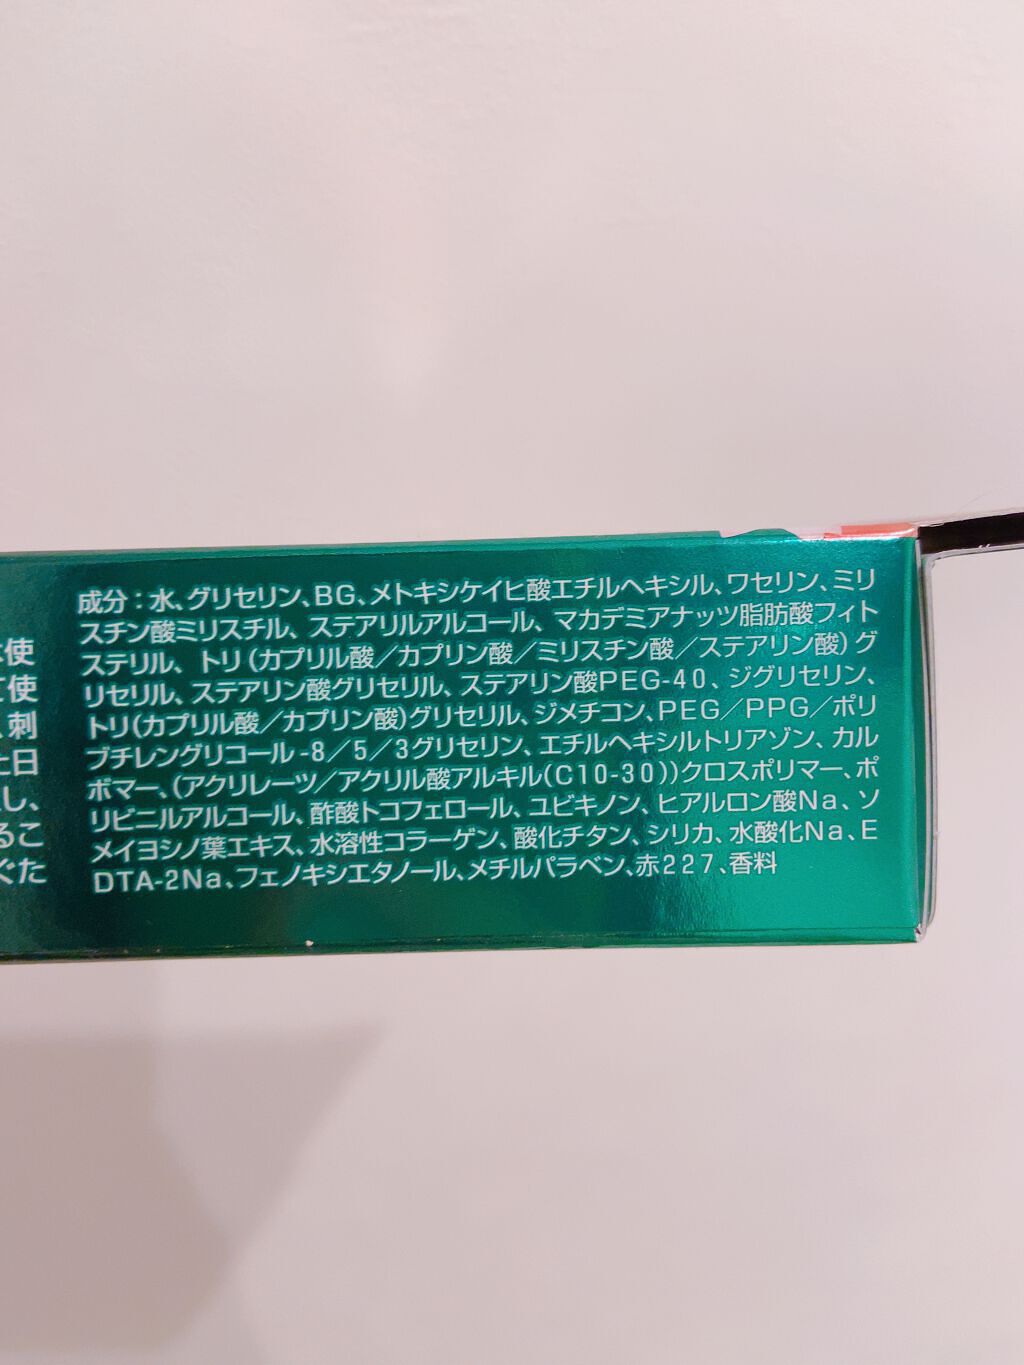 成分：水、グリセリン、BG、メトキシケイヒ酸エチルヘキシル、ワセリン、ミリ
スチン酸ミリスチル、ステアリルアルコール、マカデミアナッツ脂肪酸フィト
ステリル、トリ（カプリル酸／カプリン酸／ミリスチン酸／ステアリン酸）グ
リセリル、ステアリン酸グリセリル、ステアリン酸PEG-40、ジグリセリン、
トリ(カプリル酸／カプリン酸)グリセリル、ジメチコン、PEG／PPG／ポリ
ブチレングリコール-8／5／3グリセリン、エチルヘキシルトリアゾン、カル
ボマー、(アクリレーツ／アクリル酸アルキル(C10-30))クロスポリマー、ポ
リビニルアルコール、酢酸トコフェロール、ユビキノン、ヒアルロン酸Na、ソ
メイヨシノ葉エキス、水溶性コラーゲン、酸化チタン、シリカ、水酸化Na、E
DTA-2Na、フェノキシエタノール、メチルパラベン、赤227、香料
使
使
刺
日
し、
るこ
ぐた